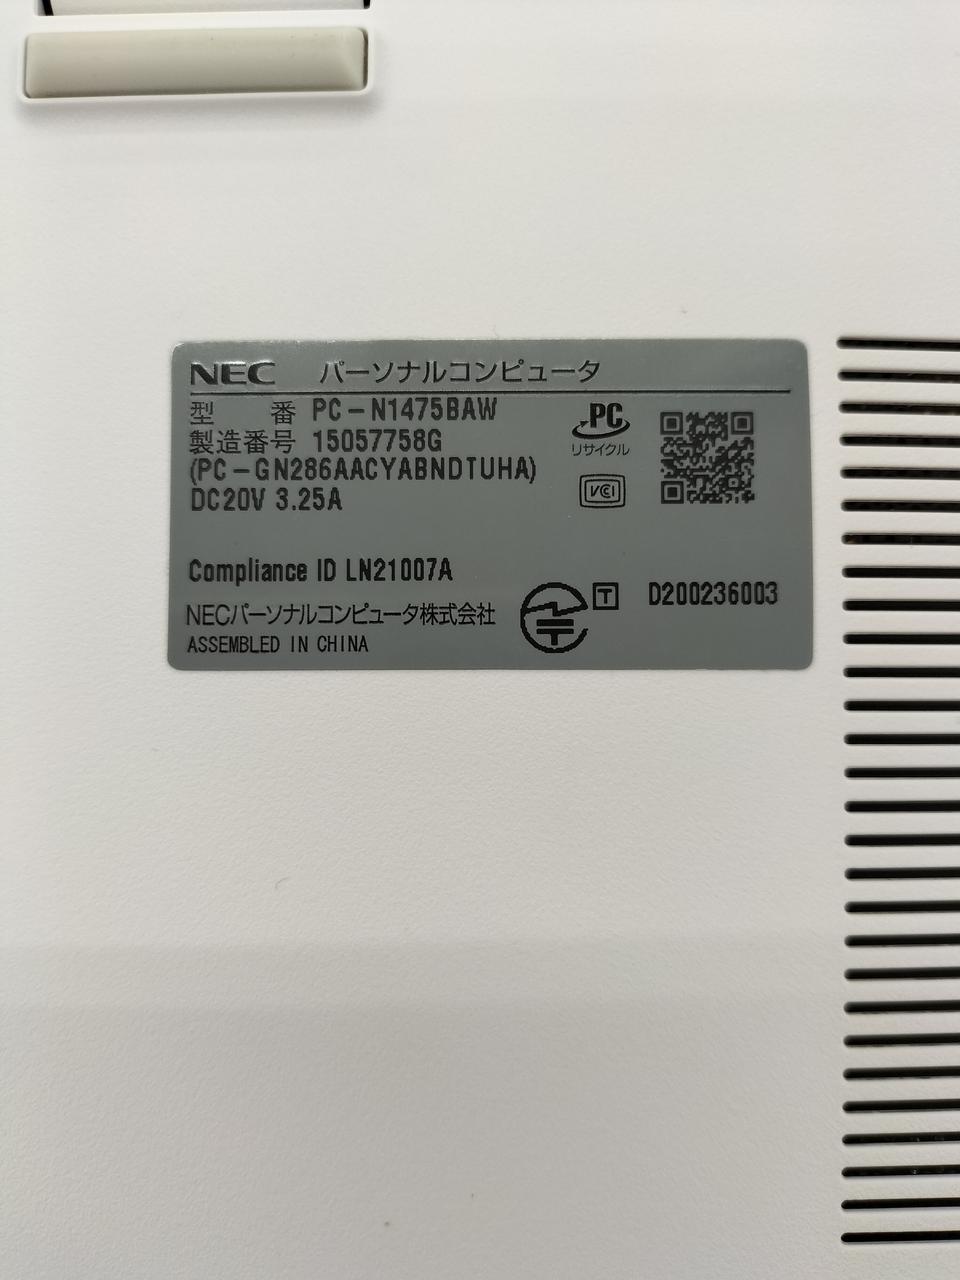 NEC パーソナルコンピュータ
型 番 PC-N1475BAW
製造番号 15057758G
(PC-GN286AACYABNDTUHA)
DC20V 3.25A
PC
リサイクル
VCCI
Compliance ID LN21007A
NECパーソナルコンピュータ株式会社
ASSEMBLED IN CHINA
T
D200236003